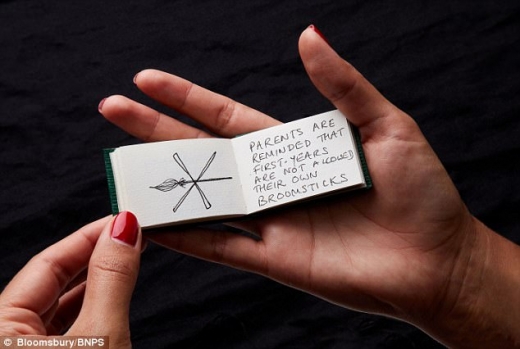 PARENTS ARE
REMINDED THAT
FIRST-YEARS
ARE NOT ALLOWED
THEIR OWN
BROOMSTICKS
© Bloomsbury/BNPS